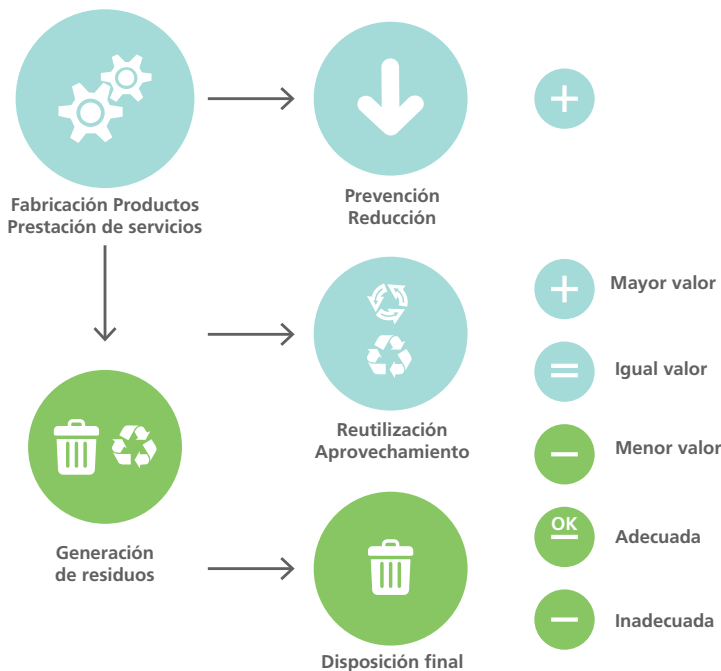 Fabricación Productos
Prestación de servicios
Prevención
Reducción
Mayor valor
Igual valor
Reutilización
Aprovechamiento
Menor valor
OK
Adecuada
Generación
de residuos
Inadecuada
Disposición final